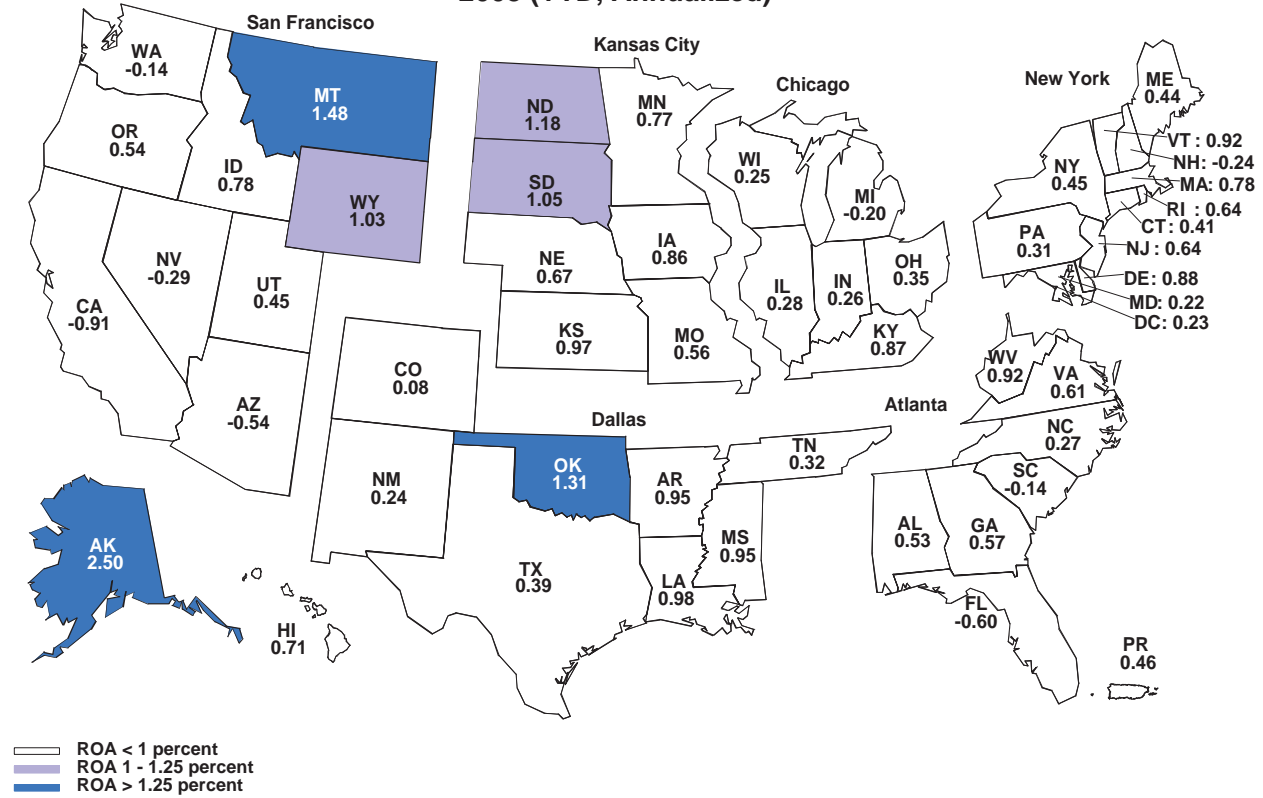 (YTD, Annualized)
San Francisco
Kansas City
Chicago
New York
WA
-0.14
MT
1.48
ND
1.18
MN
0.77
ME
0.44
OR
0.54
ID
0.78
WY
1.03
SD
1.05
WI
0.25
MI
-0.20
NY
0.45
VT : 0.92
NH: -0.24
MA: 0.78
RI : 0.64
CT: 0.41
NJ : 0.64
DE: 0.88
MD: 0.22
DC: 0.23
PA
0.31
NV
-0.29
UT
0.45
CA
-0.91
NE
0.67
IA
0.86
IL
0.28
IN
0.26
OH
0.35
KS
0.97
MO
0.56
KY
0.87
WV
0.92
VA
0.61
CO
0.08
AZ
-0.54
Dallas
Atlanta
NC
0.27
TN
0.32
SC
-0.14
NM
0.24
OK
1.31
AR
0.95
AL
0.53
GA
0.57
MS
0.95
AK
2.50
TX
0.39
LA
0.98
FL
-0.60
HI
0.71
PR
0.46
ROA < 1 percent
ROA 1 - 1.25 percent
ROA > 1.25 percent